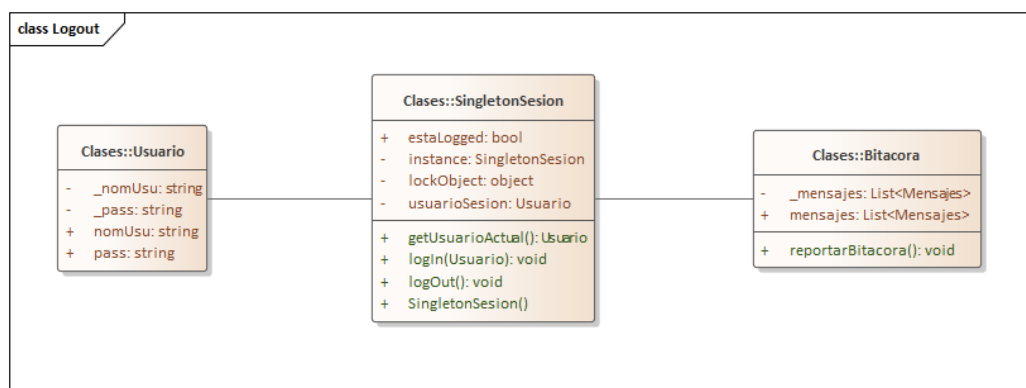 class Logout
Clases::Usuario
- _nomUsu: string
- _pass: string
+ nomUsu: string
+ pass: string
Clases::SingletonSesion
+ estaLogged: bool
- instance: SingletonSesion
- lockObject: object
- usuarioSesion: Usuario
+ getUsuarioActual(): Usuario
+ logIn(Usuario): void
+ logOut(): void
+ SingletonSesion()
Clases::Bitacora
- _mensajes: List<Mensajes>
+ mensajes: List<Mensajes>
+ reportarBitacora(): void